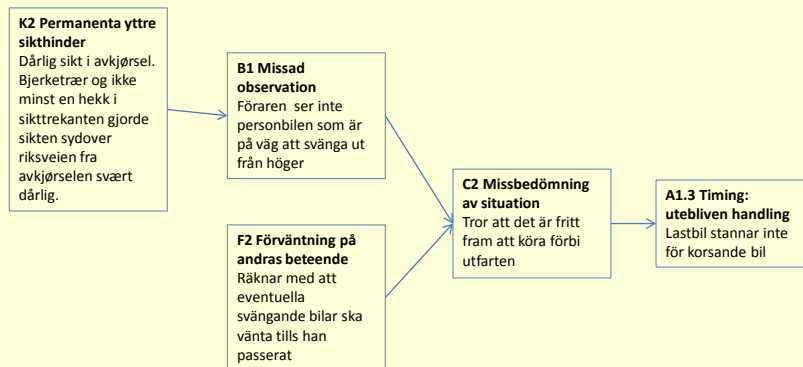 K2 Permanenta yttre
sikthinder
Dårlig sikt i avkjørsel.
Bjerketrær og ikke
minst en hekk i
sikttrekanten gjorde
sikten sydover
riksveien fra
avkjørselen svært
dårlig.
B1 Missad
observation
Föraren ser inte
personbilen som är
på väg att svänga ut
från höger
F2 Förväntning på
andras beteende
Räknar med att
eventuella
svängande bilar ska
vänta tills han
passerat
C2 Missbedömning
av situation
Tror att det är fritt
fram att köra förbi
utfarten
A1.3 Timing:
utebliven handling
Lastbil stannar inte
för korsande bil